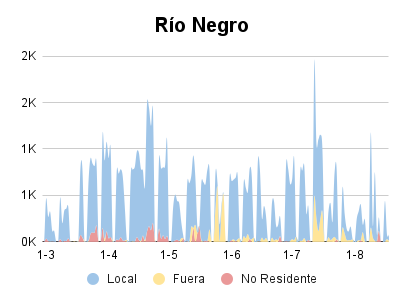 Río Negro
2K
2K
1K
1K
0K
1-3 1-4 1-5 1-6 1-7 1-8
Local Fuera No Residente